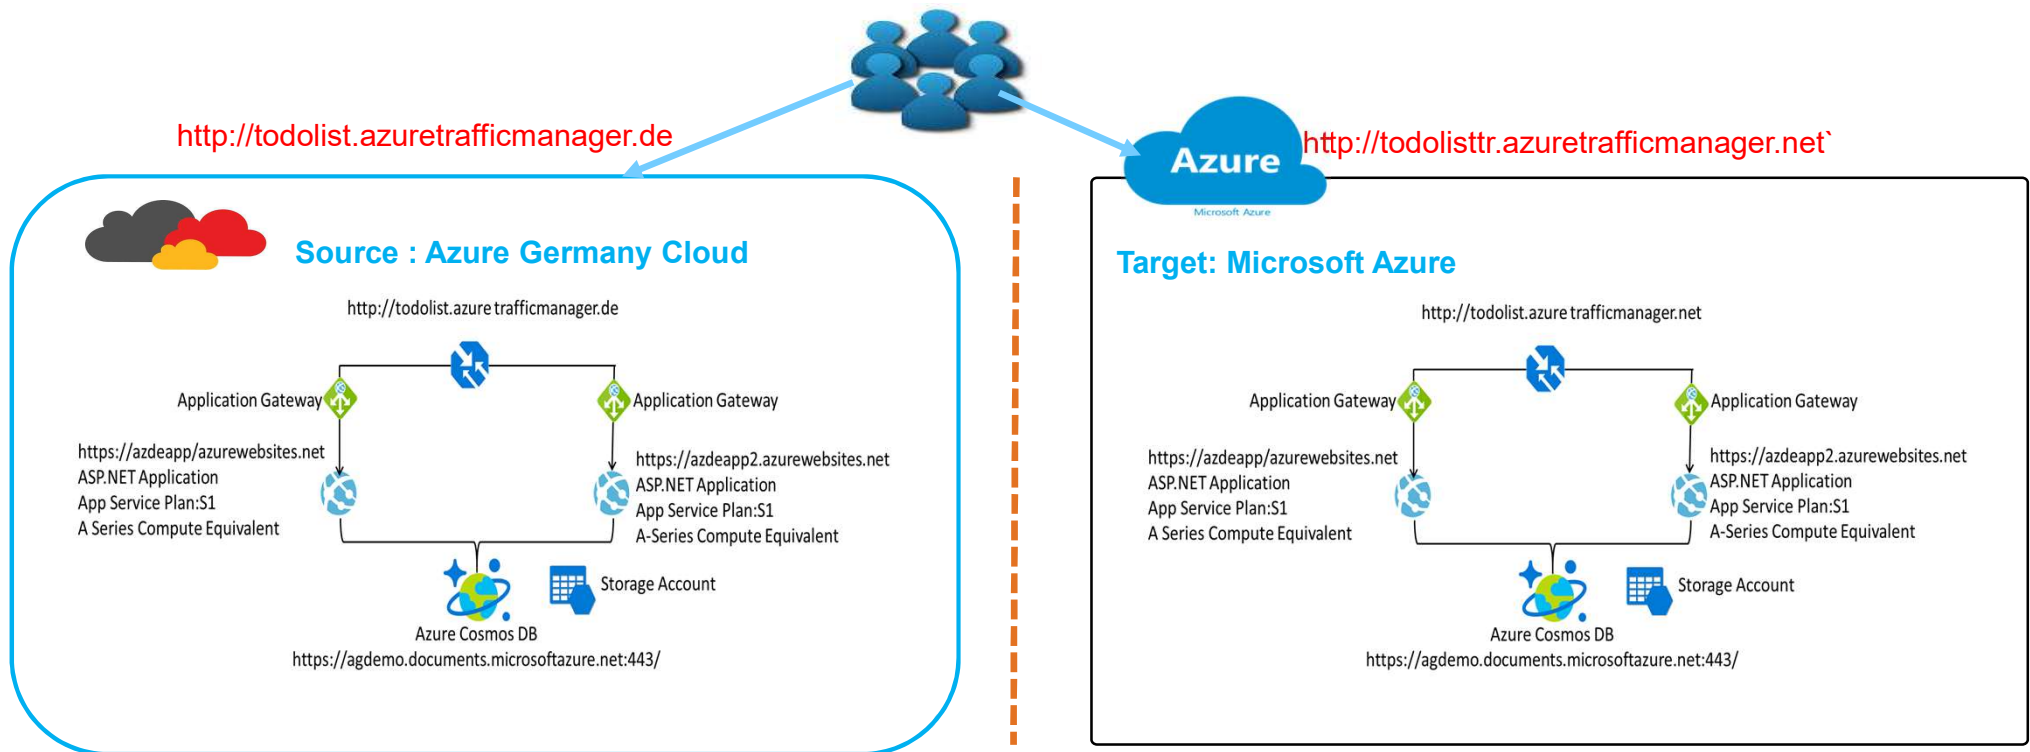 http://todolist.azuretrafficmanager.de
http://todolisttr.azuretrafficmanager.net`
Azure
Microsoft Azure
Source : Azure Germany Cloud
http://todolist.azure trafficmanager.de
Application Gateway
Application Gateway
https://azdeapp/azurewebsites.net
ASP.NET Application
App Service Plan:S1
A Series Compute Equivalent
https://azdeapp2.azurewebsites.net
ASP.NET Application
App Service Plan:S1
A-Series Compute Equivalent
Storage Account
Azure Cosmos DB
https://agdemo.documents.microsoftazure.net:443/
Target: Microsoft Azure
http://todolist.azure trafficmanager.net
Application Gateway
Application Gateway
https://azdeapp/azurewebsites.net
ASP.NET Application
App Service Plan:S1
A Series Compute Equivalent
https://azdeapp2.azurewebsites.net
ASP.NET Application
App Service Plan:S1
A-Series Compute Equivalent
Storage Account
Azure Cosmos DB
https://agdemo.documents.microsoftazure.net:443/